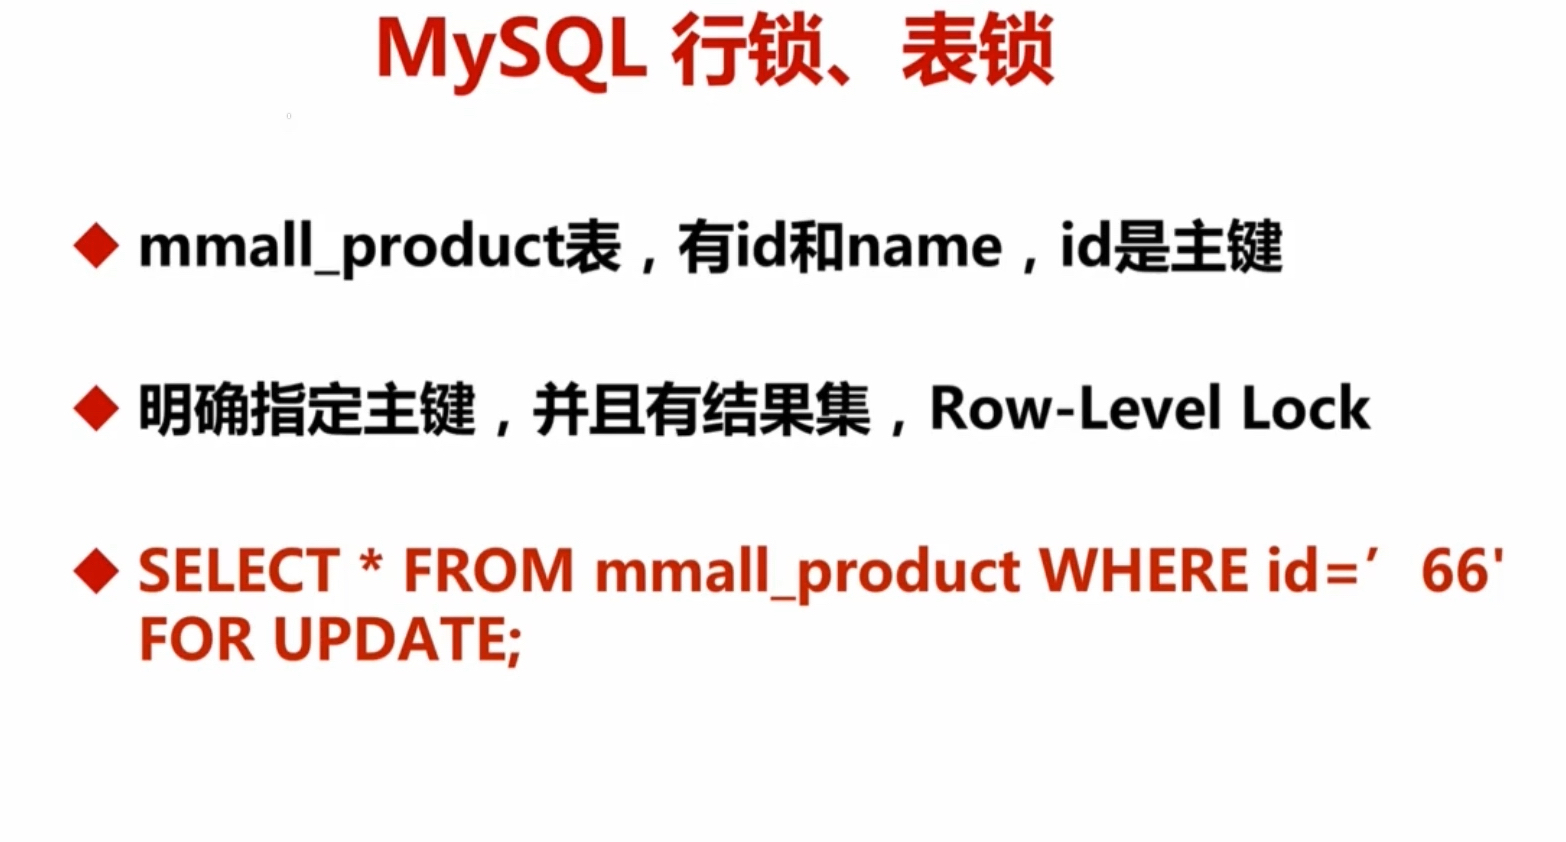 MySQL 行锁、表锁
mmall_product表，有id和name，id是主键
明确指定主键，并且有结果集，Row-Level Lock
SELECT * FROM mmall_product WHERE id=’ 66'
FOR UPDATE;